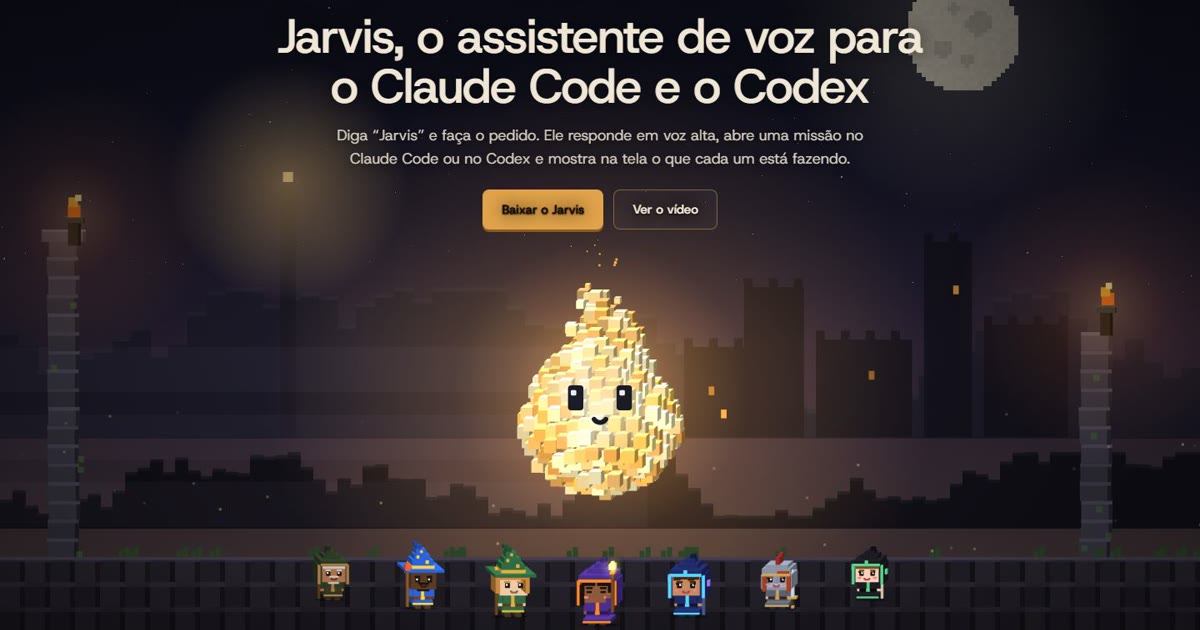 Jarvis, o assistente de voz para
o Claude Code e o Codex
Diga “Jarvis” e faça o pedido. Ele responde em voz alta, abre uma missão no
Claude Code ou no Codex e mostra na tela o que cada um está fazendo.
Baixar o Jarvis
Ver o vídeo